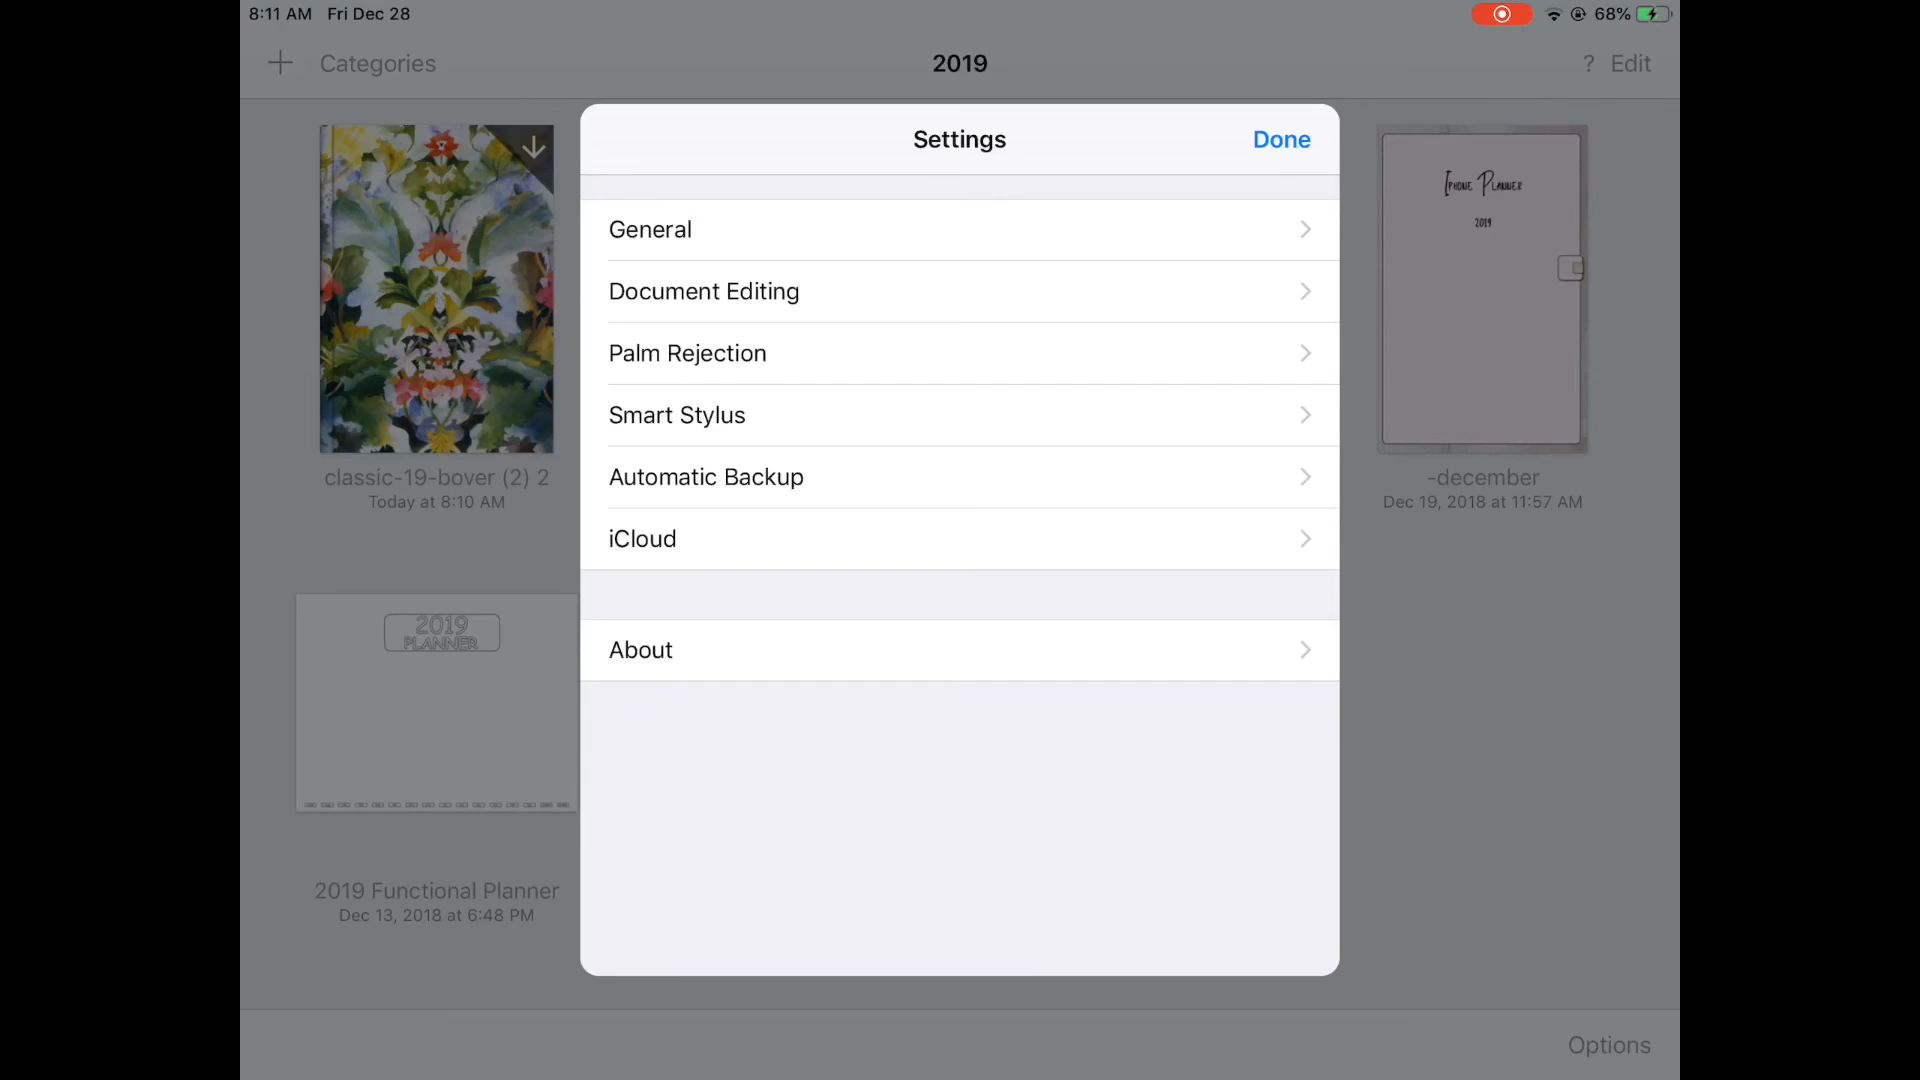 8:11 AM Fri Dec 28
68%
Categories
2019
? Edit
Settings
Done
General
Document Editing
Palm Rejection
Smart Stylus
Automatic Backup
iCloud
About
classic-19-bover (2) 2
Today at 8:10 AM
IPHONE PLANNER
2019
-december
Dec 19, 2018 at 11:57 AM
2019
PLANNER
2019 Functional Planner
Dec 13, 2018 at 6:48 PM
Options